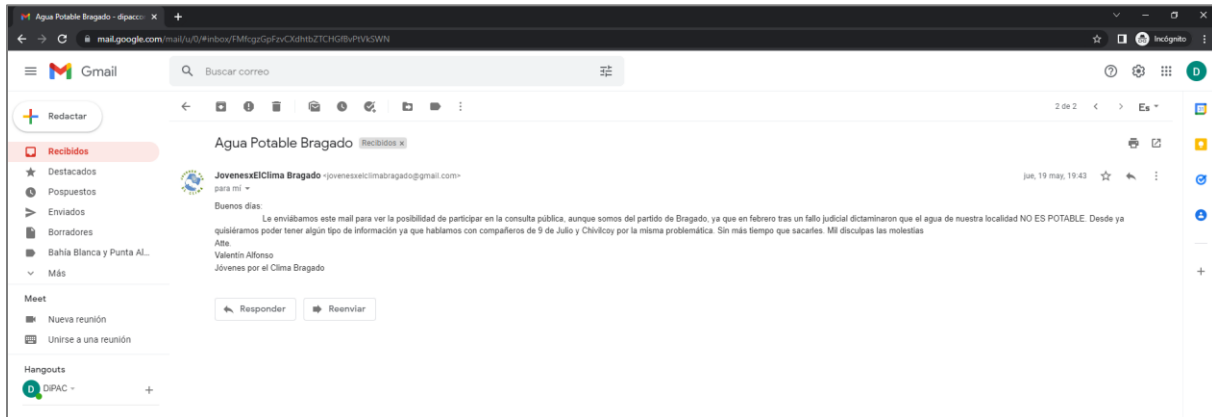 Agua Potable Bragado - dipacco
mail.google.com/mail/u/0/#inbox/FMfcgzGpFzvCXdhtbZTCHGfBvPtVkSWN
Incógnito
Gmail
Buscar correo
D
Redactar
2 de 2
Es
Recibidos
Destacados
Pospuestos
Enviados
Borradores
Bahía Blanca y Punta Al...
Más
Meet
Nueva reunión
Unirse a una reunión
Hangouts
D DiPAC
Agua Potable Bragado Recibidos x
JovenesxElClima Bragado <jovenesxelclimabragado@gmail.com>
jue, 19 may, 19:43
para mí
Buenos días:
Le enviábamos este mail para ver la posibilidad de participar en la consulta pública, aunque somos del partido de Bragado, ya que en febrero tras un fallo judicial dictaminaron que el agua de nuestra localidad NO ES POTABLE. Desde ya
quisiéramos poder tener algún tipo de información ya que hablamos con compañeros de 9 de Julio y Chivilcoy por la misma problemática. Sin más tiempo que sacarles. Mil disculpas las molestias
Atte.
Valentín Alfonso
Jóvenes por el Clima Bragado
Responder
Reenviar